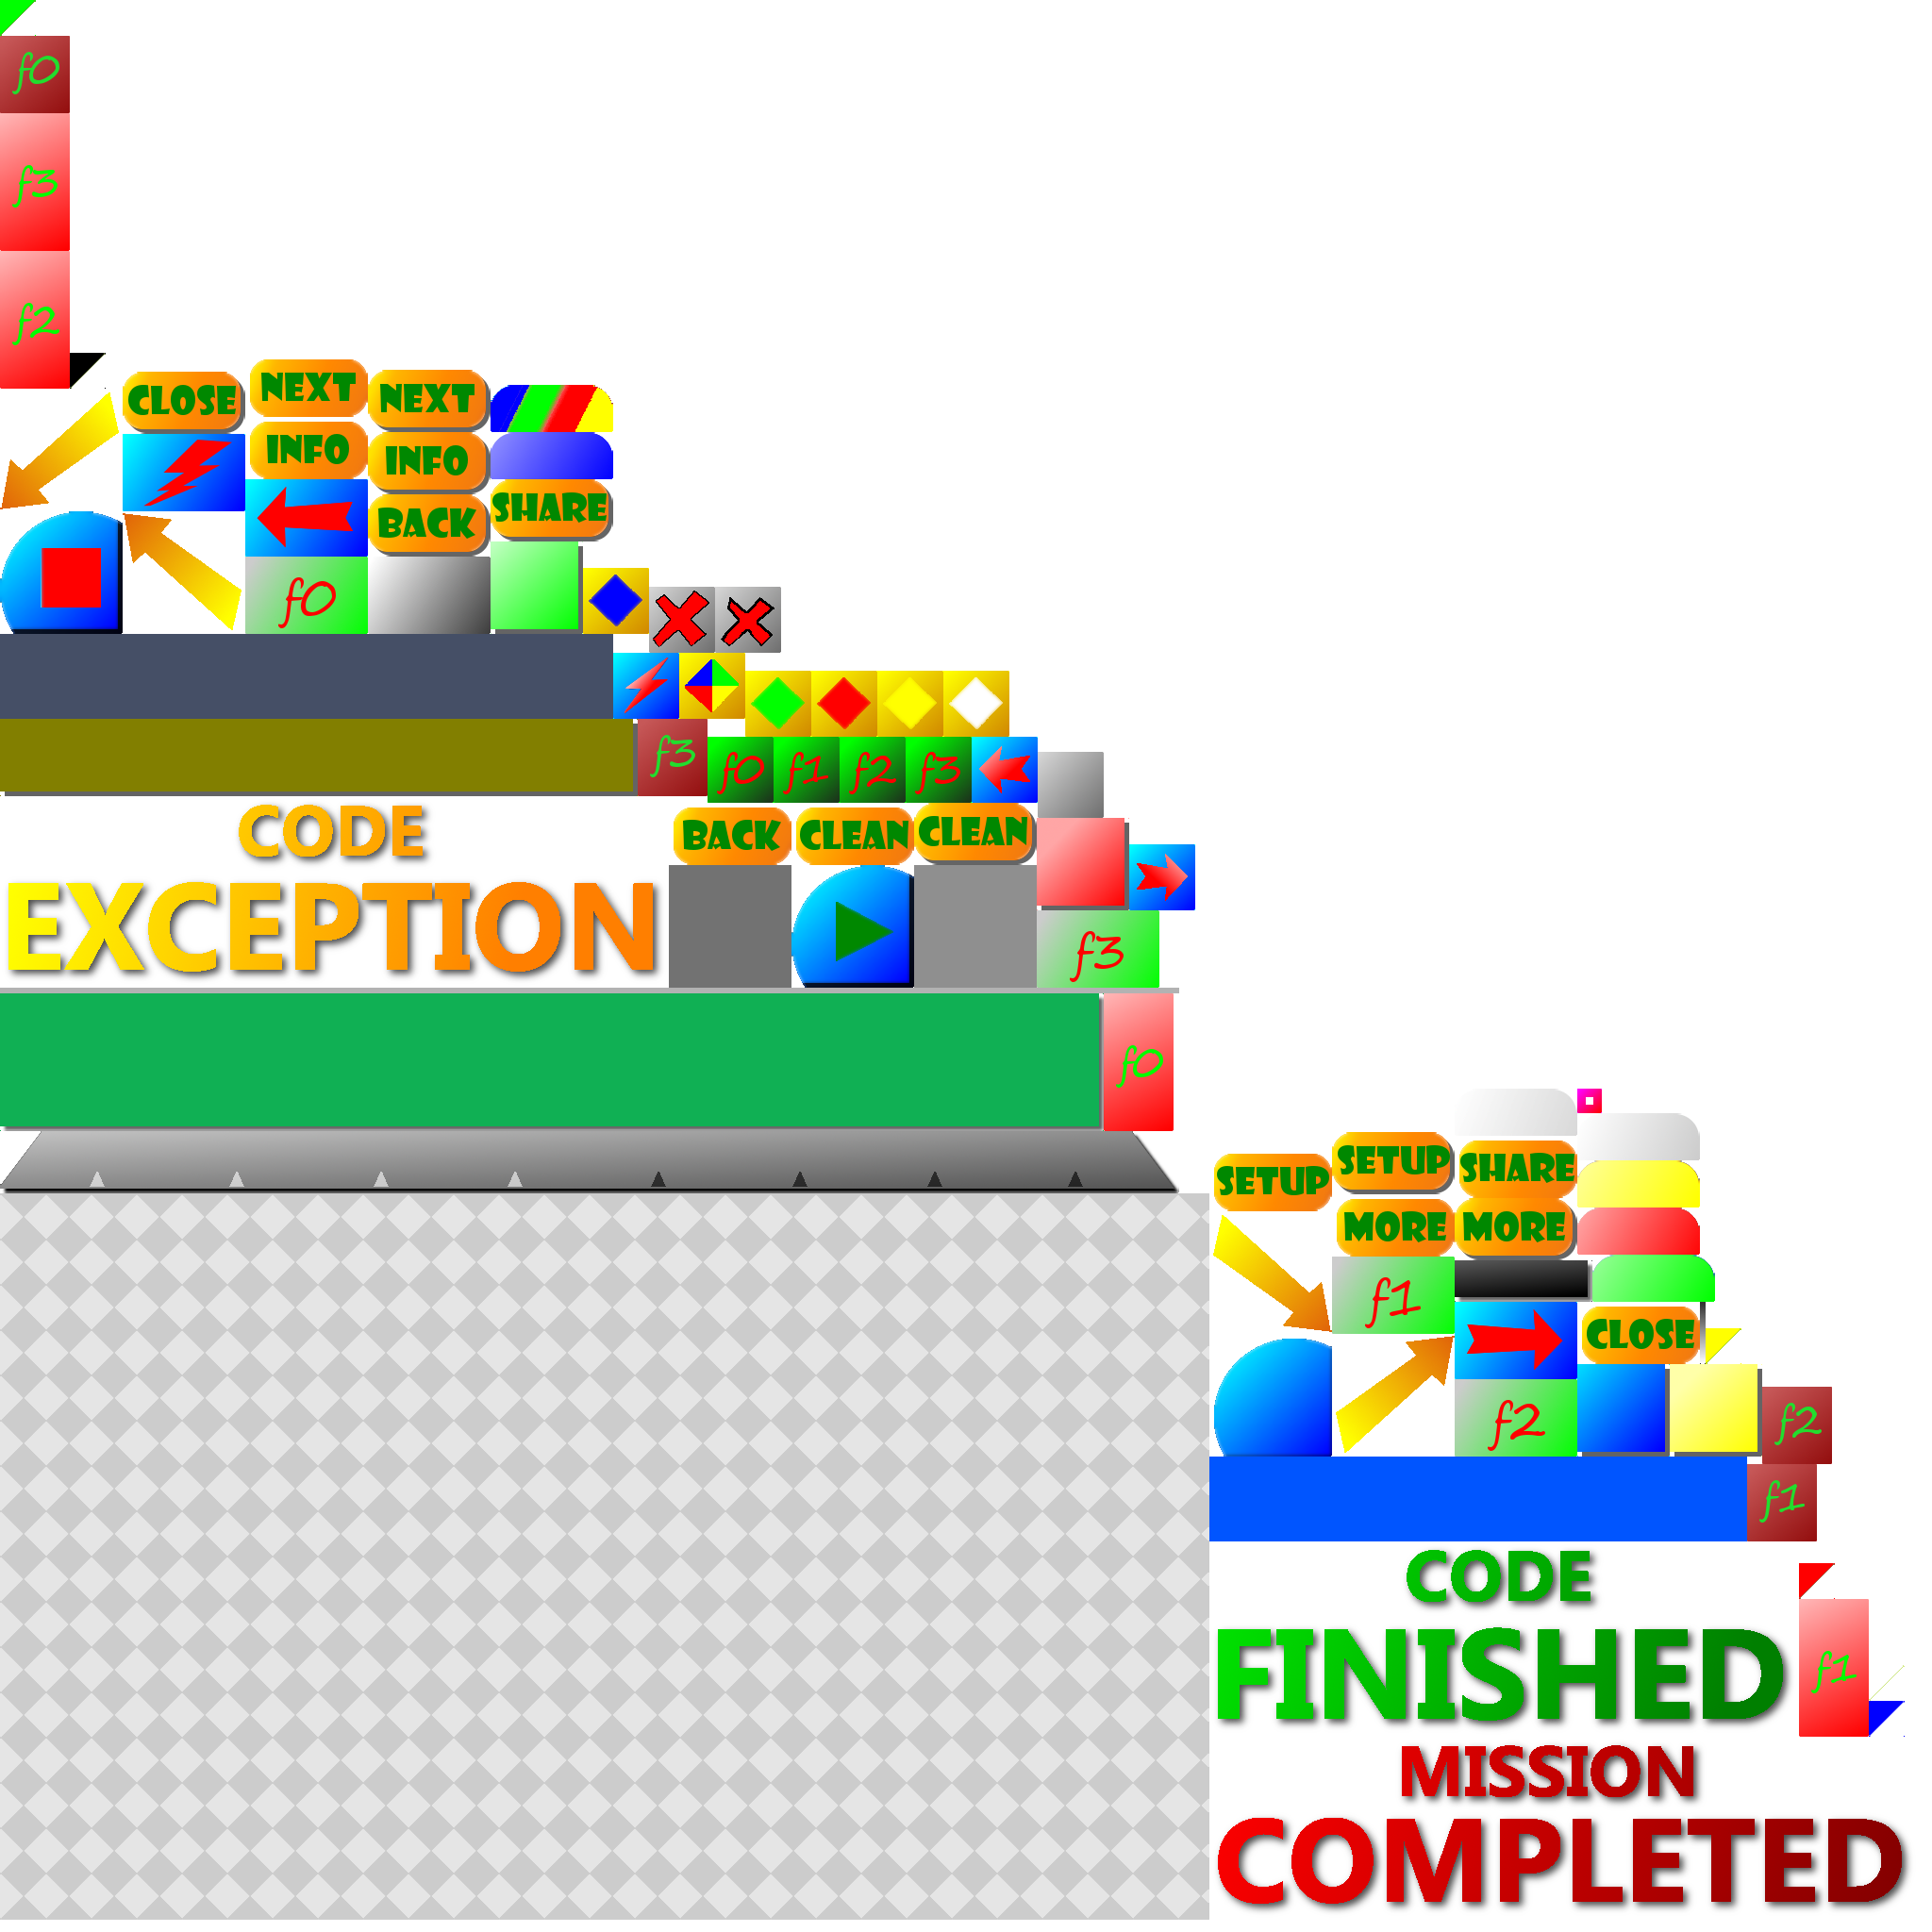 f0
f3
f2
CLOSE
NEXT
NEXT
INFO
INFO
BACK
SHARE
f0
f3
f0 f1 f2 f3
CODE
EXCEPTION
BACK
CLEAN
CLEAN
f3
f0
SETUP
SETUP
SHARE
MORE
MORE
f1
CLOSE
f2
f2
f1
CODE
FINISHED
f1
MISSION
COMPLETED